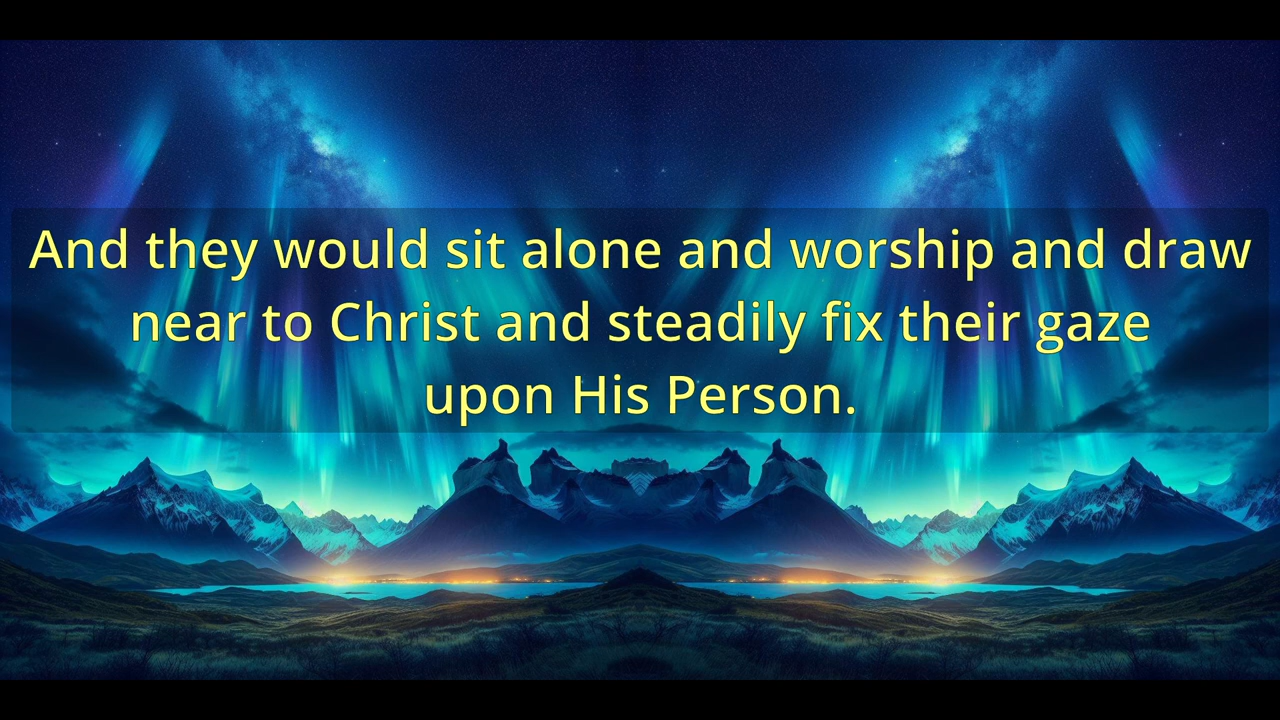 And they would sit alone and worship and draw
near to Christ and steadily fix their gaze
upon His Person.